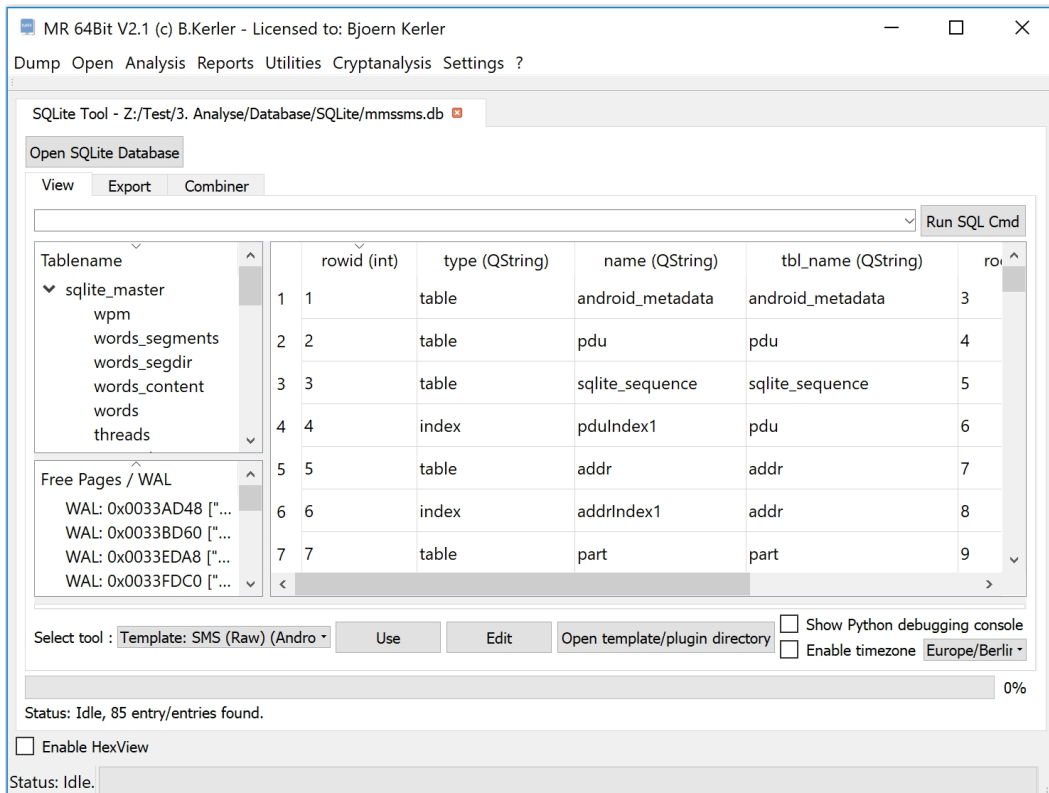 MR 64Bit V2.1 (c) B.Kerler - Licensed to: Bjoern Kerler
Dump Open Analysis Reports Utilities Cryptanalysis Settings ?
SQLite Tool - Z:/Test/3. Analyse/Database/SQLite/mmssms.db
Open SQLite Database
View Export Combiner
Run SQL Cmd
Tablename
sqlite_master
wpm
words_segments
words_segdir
words_content
words
threads
Free Pages / WAL
WAL: 0x0033AD48 ["...
WAL: 0x0033BD60 ["...
WAL: 0x0033EDA8 ["...
WAL: 0x0033FDC0 ["...
rowid (int) type (QString) name (QString) tbl_name (QString) ro
1 1 table android_metadata android_metadata 3
2 2 table pdu pdu 4
3 3 table sqlite_sequence sqlite_sequence 5
4 4 index pduIndex1 pdu 6
5 5 table addr addr 7
6 6 index addrIndex1 addr 8
7 7 table part part 9
Select tool : Template: SMS (Raw) (Andro Use Edit Open template/plugin directory
Show Python debugging console
Enable timezone Europe/Berlin
0%
Status: Idle, 85 entry/entries found.
Enable HexView
Status: Idle.